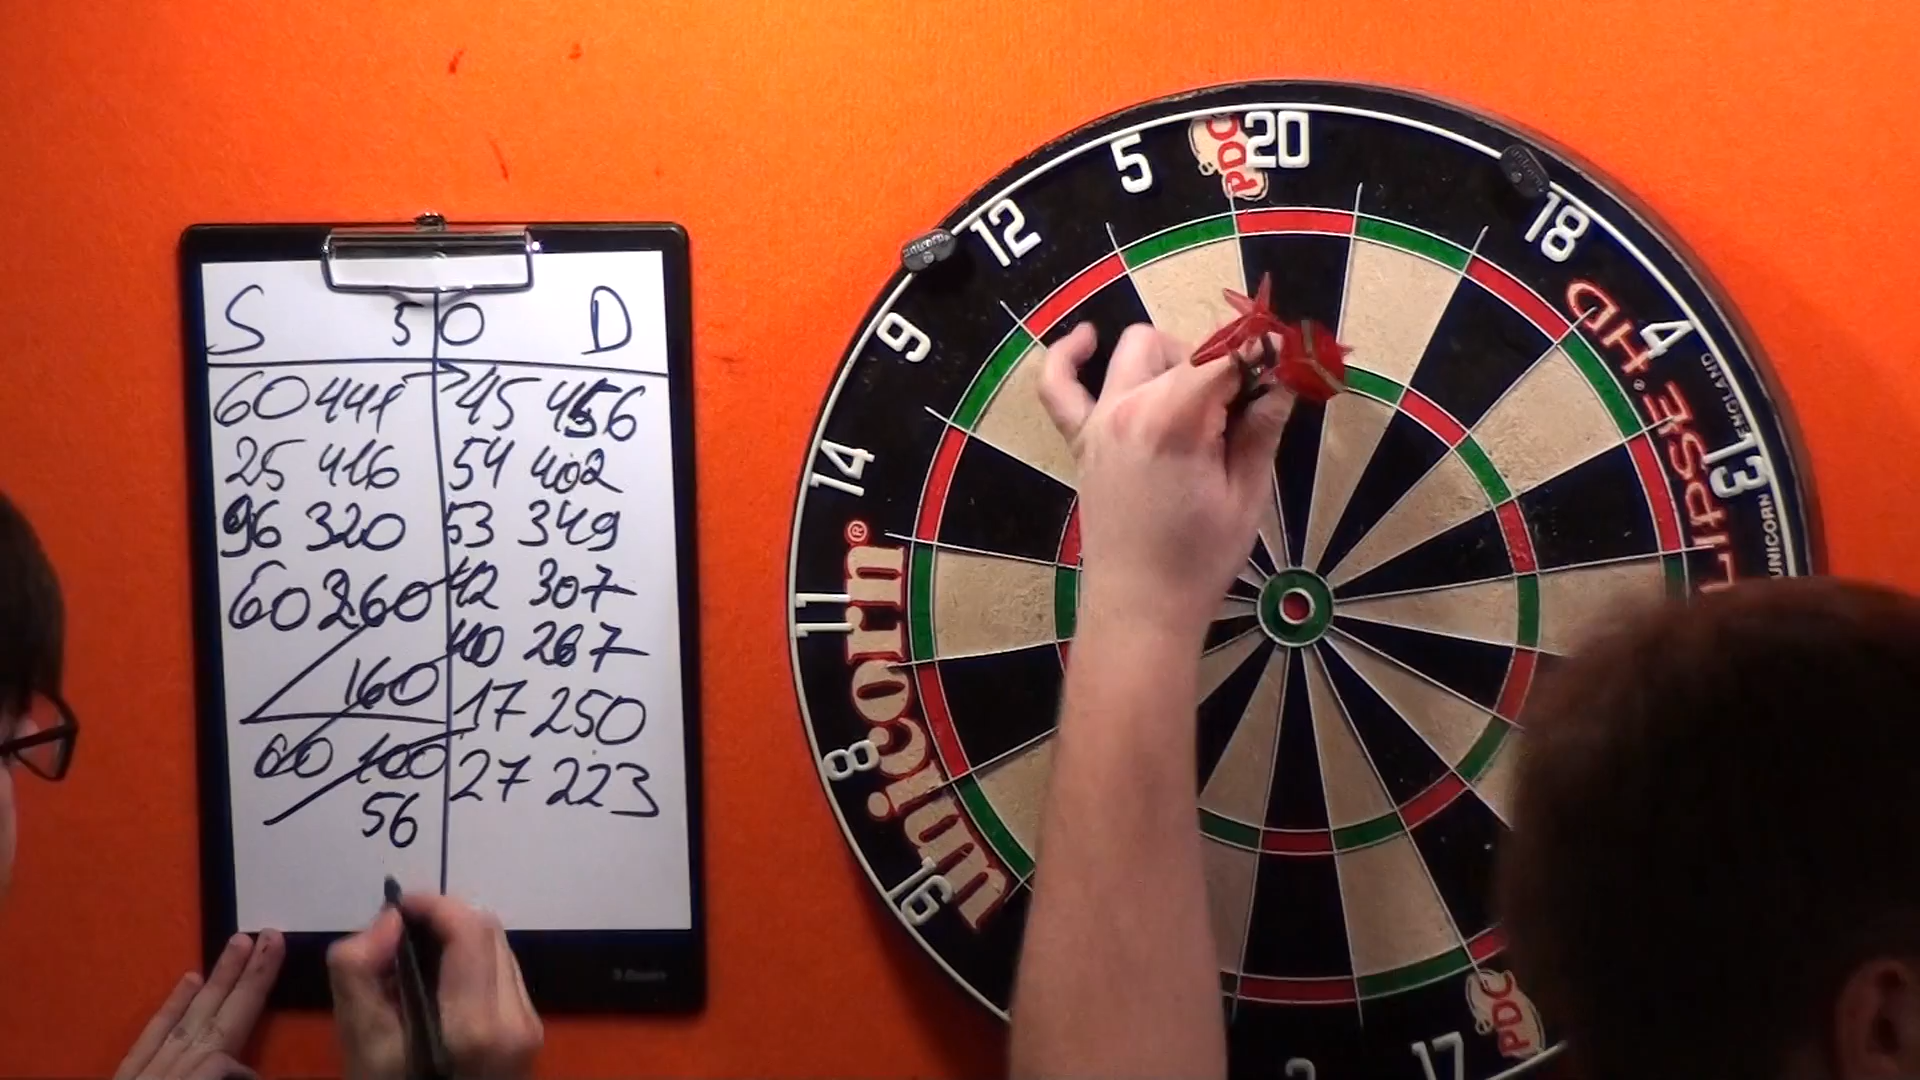 S 50 D
60 441 45 456
25 416 54 402
96 320 53 349
60 260 42 307
160 40 267
17 250
60 100 27 223
56
20
5
12
9
14
11
8
16
18
4
13
17
PDC
unicorn®
HD
®
ENGLAND
UNICORN
PDC